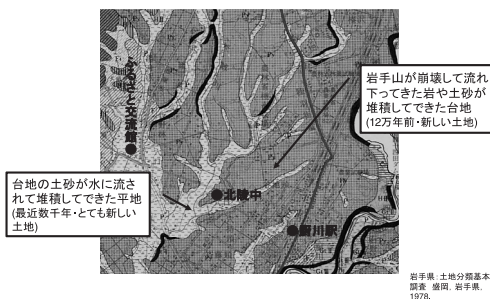 岩手山が崩壊して流れ
下ってきた岩や土砂が
堆積してできた台地
(12万年前・新しい土地)
ふるさと交流館
台地の土砂が水に流さ
れて堆積してできた平地
(最近数千年・とても新しい
土地)
北陵中
岩手県:土地分類基本
調査 盛岡, 岩手県,
1978.